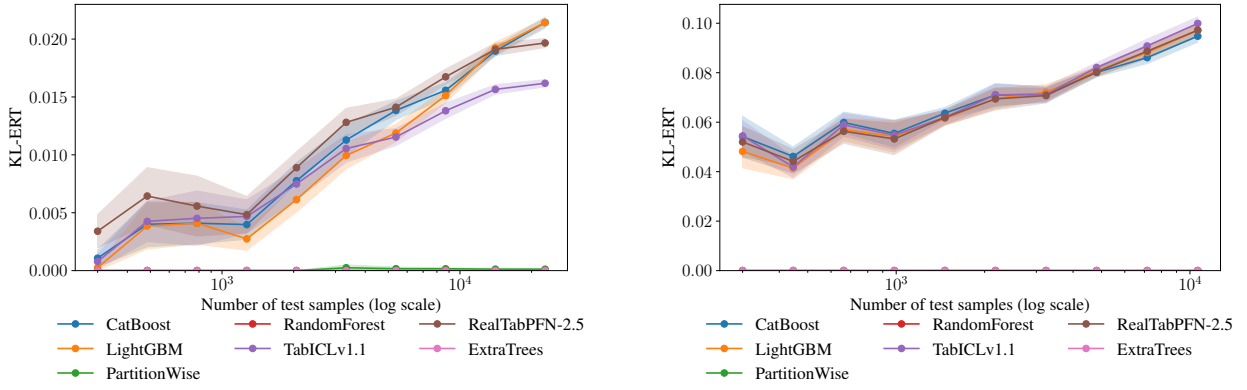 0.020
0.015
0.010
0.005
0.000
KL-ERT
10³
10⁴
Number of test samples (log scale)
CatBoost
RandomForest
RealTabPFN-2.5
LightGBM
TabICLv1.1
ExtraTrees
PartitionWise
0.10
0.08
0.06
0.04
0.02
0.00
KL-ERT
10³
10⁴
Number of test samples (log scale)
CatBoost
RandomForest
RealTabPFN-2.5
LightGBM
TabICLv1.1
ExtraTrees
PartitionWise